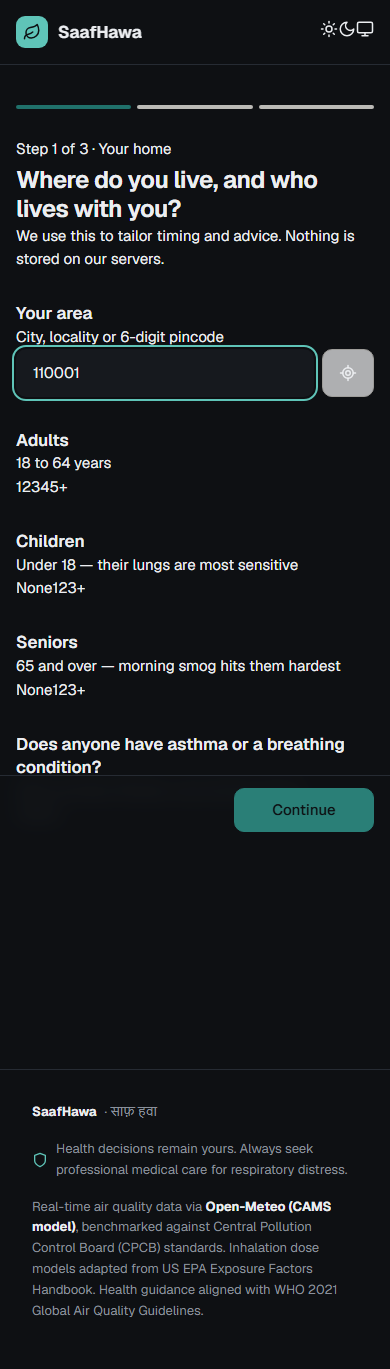 SaafHawa
Step 1 of 3 · Your home
Where do you live, and who
lives with you?
We use this to tailor timing and advice. Nothing is
stored on our servers.
Your area
City, locality or 6-digit pincode
110001
Adults
18 to 64 years
12345+
Children
Under 18 — their lungs are most sensitive
None123+
Seniors
65 and over — morning smog hits them hardest
None123+
Does anyone have asthma or a breathing
condition?
Continue
SaafHawa · साफ़ हवा
Health decisions remain yours. Always seek
professional medical care for respiratory distress.
Real-time air quality data via Open-Meteo (CAMS
model), benchmarked against Central Pollution
Control Board (CPCB) standards. Inhalation dose
models adapted from US EPA Exposure Factors
Handbook. Health guidance aligned with WHO 2021
Global Air Quality Guidelines.